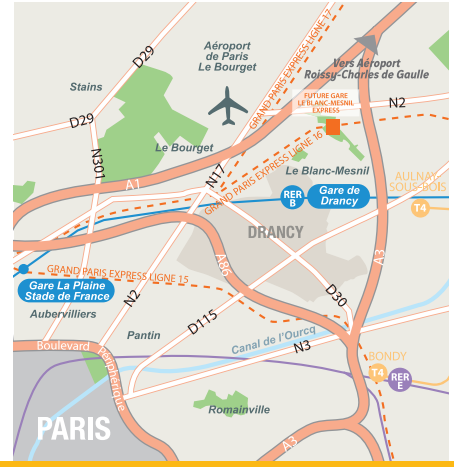 GRAND PARIS EXPRESS LIGNE 17
D29
Aéroport
de Paris
Le Bourget
Vers Aéroport
Roissy-Charles de Gaulle
Stains
FUTURE GARE
LE BLANC-MESNIL
EXPRESS
N2
D29
GRAND PARIS EXPRESS LIGNE 16
N301
Le Bourget
N17
Le Blanc-Mesnil
A1
AULNAY-
SOUS-BOIS
RER
B
Gare de
Drancy
T4
DRANCY
A86
A3
GRAND PARIS EXPRESS LIGNE 15
Gare La Plaine
Stade de France
N2
D30
Aubervilliers
D115
Pantin
Canal de l'Ourcq
Boulevard
Périphérique
N3
BONDY
T4
RER
E
Romainville
PARIS
A3